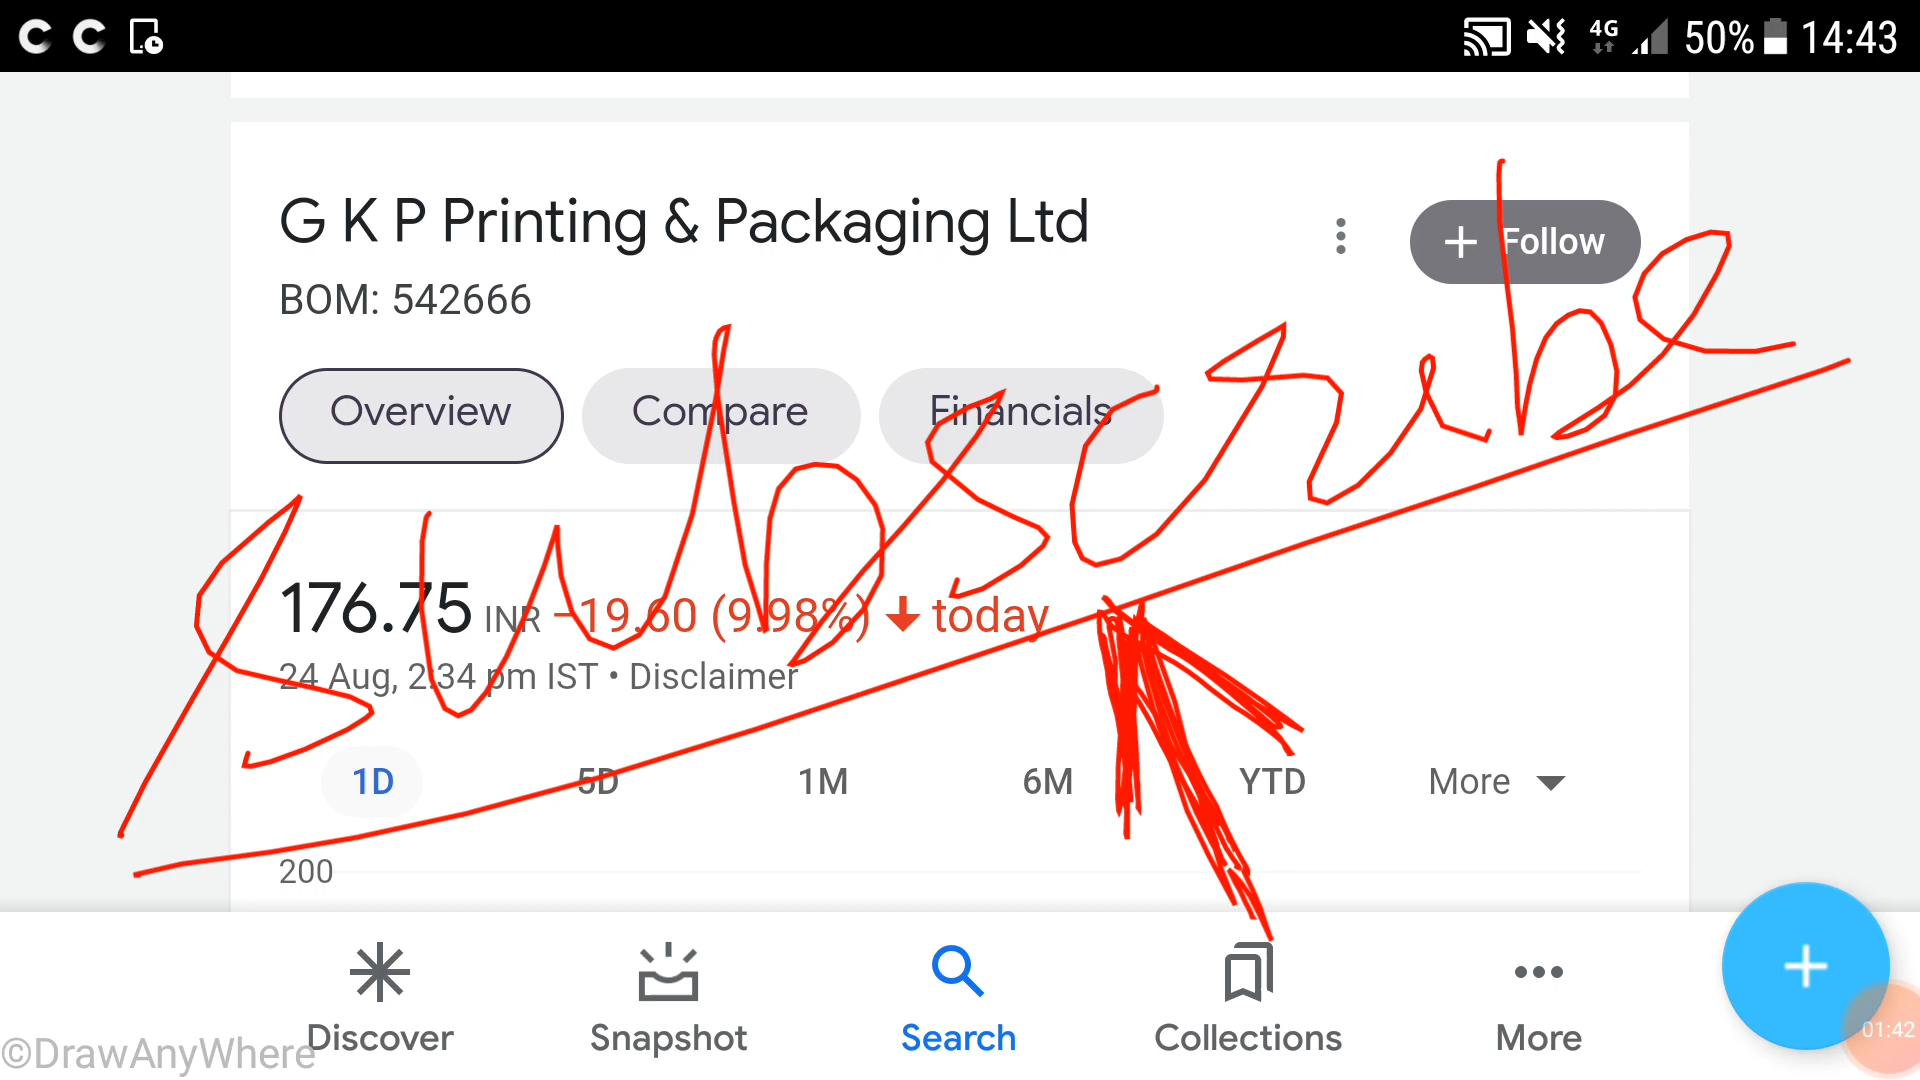 4G 50% 14:43
G K P Printing & Packaging Ltd
+ Follow
BOM: 542666
Overview Compare Financials
Subscribe
176.75 INR −19.60 (9.98%) ↓ today
24 Aug, 2:34 pm IST • Disclaimer
1D 5D 1M 6M YTD More
200
Discover Snapshot Search Collections More
01:42
©DrawAnyWhere